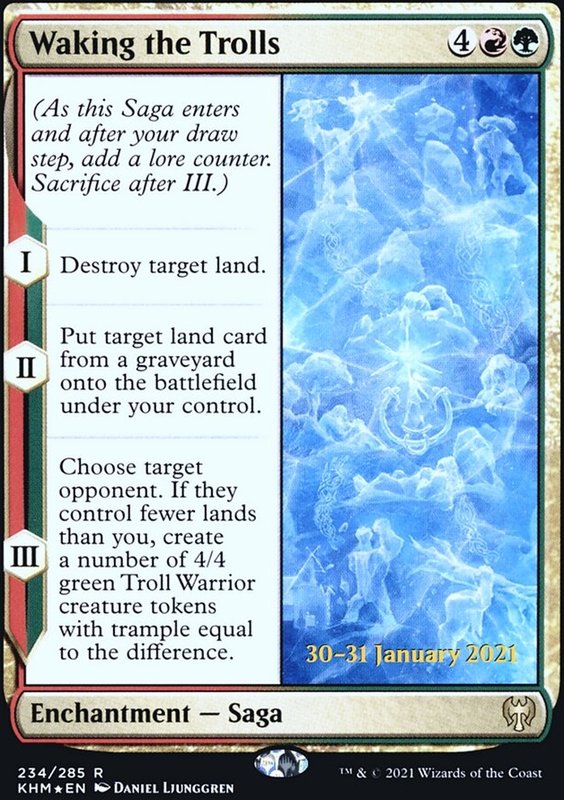 Waking the Trolls 4
(As this Saga enters
and after your draw
step, add a lore counter.
Sacrifice after III.)
I
Destroy target land.
II
Put target land card
from a graveyard
onto the battlefield
under your control.
III
Choose target
opponent. If they
control fewer lands
than you, create
a number of 4/4
green Troll Warrior
creature tokens
with trample equal
to the difference.
30–31 January 2021
Enchantment — Saga
234/285 R
KHM★EN Daniel Ljunggren
™ & © 2021 Wizards of the Coast